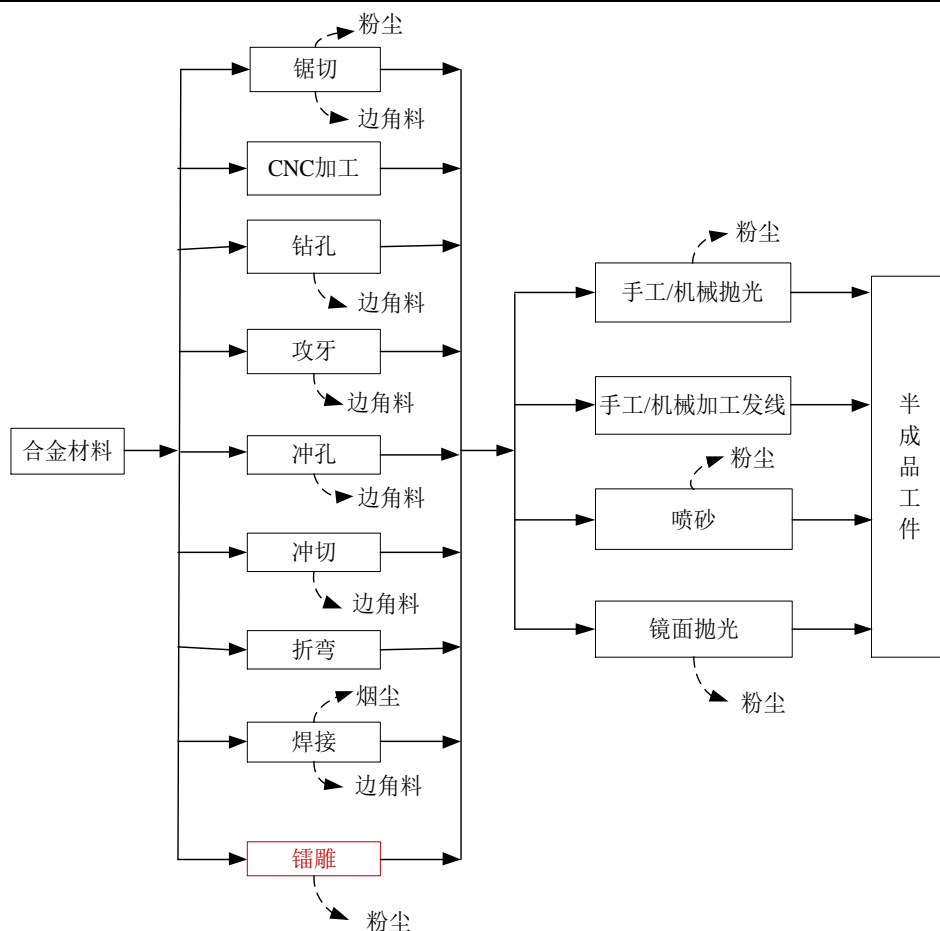 粉尘
锯切
边角料
CNC加工
钻孔
边角料
攻牙
边角料
合金材料
冲孔
边角料
冲切
边角料
折弯
烟尘
焊接
边角料
镭雕
粉尘
粉尘
手工/机械抛光
手工/机械加工发线
粉尘
喷砂
镜面抛光
粉尘
半
成
品
工
件